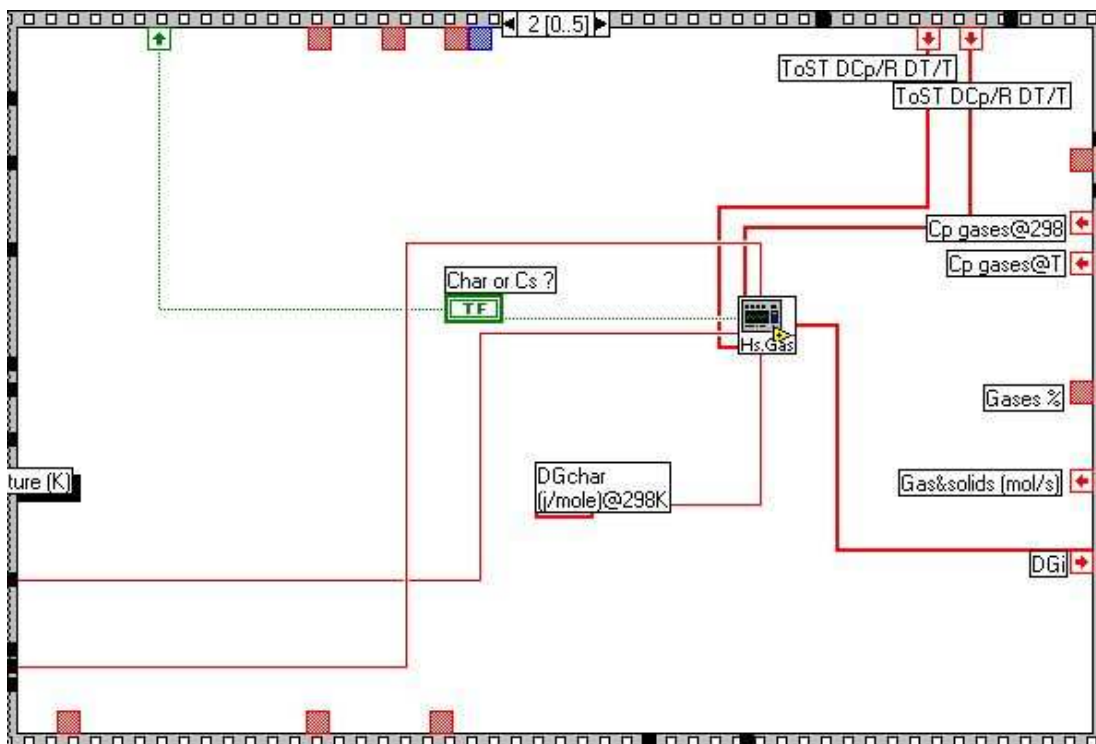 2 [0..5]
ToST DCp/R DT/T
ToST DCp/R DT/T
Cp gases@298
Cp gases@T
Char or Cs ?
TF
Hs.Gas
Gases %
ture (K)
DGchar
(j/mole)@298K
Gas&solids (mol/s)
DGi